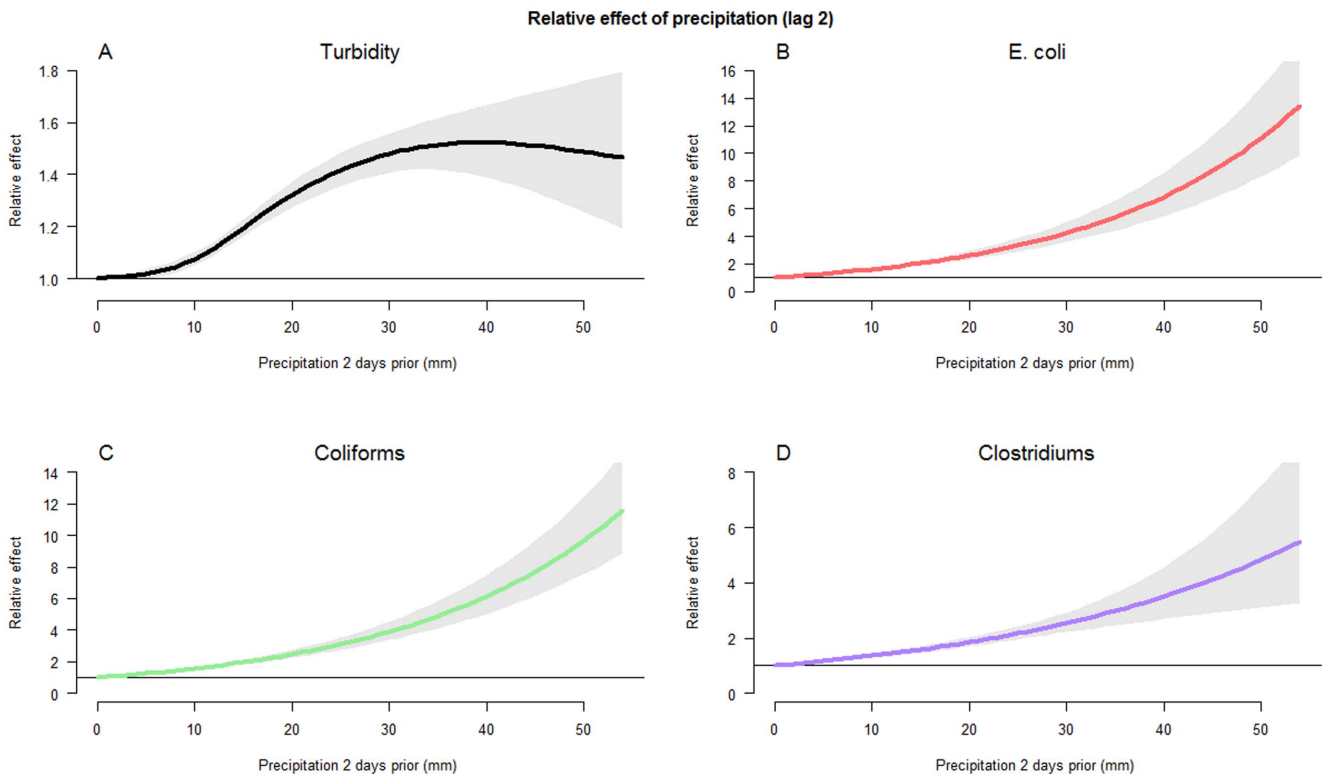 Relative effect of precipitation (lag 2)
A
Turbidity
1.8
1.6
1.4
1.2
1.0
Relative effect
0 10 20 30 40 50
Precipitation 2 days prior (mm)
B
E. coli
16
14
12
10
8
6
4
2
0
Relative effect
0 10 20 30 40 50
Precipitation 2 days prior (mm)
C
Coliforms
14
12
10
8
6
4
2
0
Relative effect
0 10 20 30 40 50
Precipitation 2 days prior (mm)
D
Clostridiums
8
6
4
2
0
Relative effect
0 10 20 30 40 50
Precipitation 2 days prior (mm)